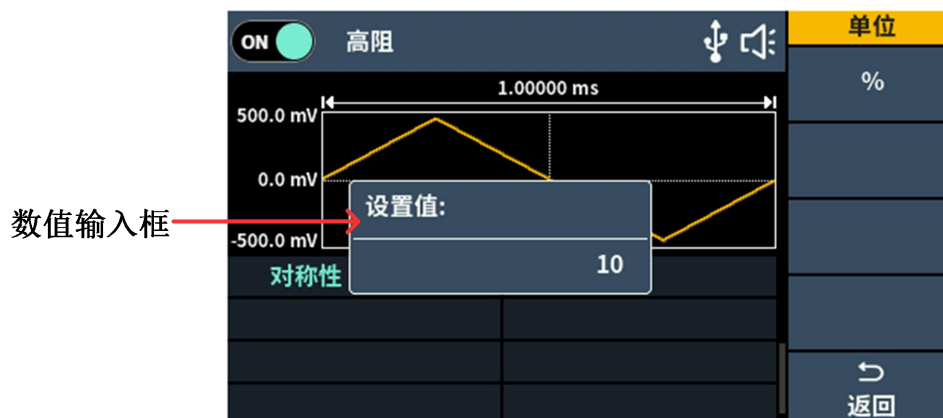 ON
高阻
单位
1.00000 ms
%
500.0 mV
0.0 mV
设置值:
数值输入框
-500.0 mV
10
对称性
返回